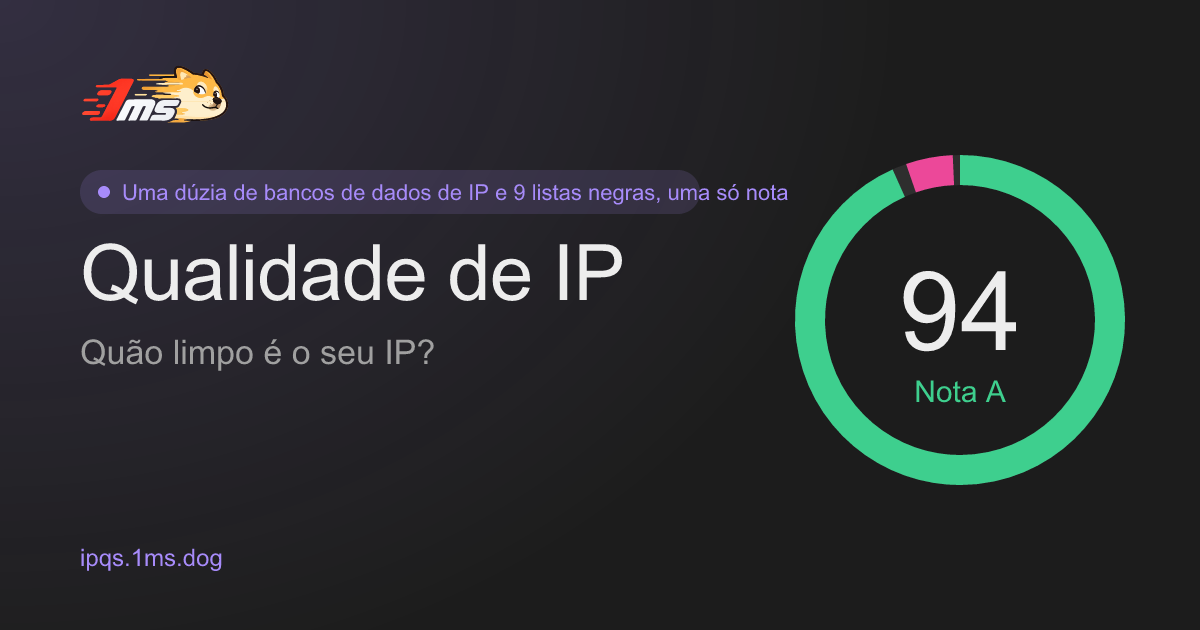 1ms
Uma dúzia de bancos de dados de IP e 9 listas negras, uma só nota
Qualidade de IP
Quão limpo é o seu IP?
94
Nota A
ipqs.1ms.dog